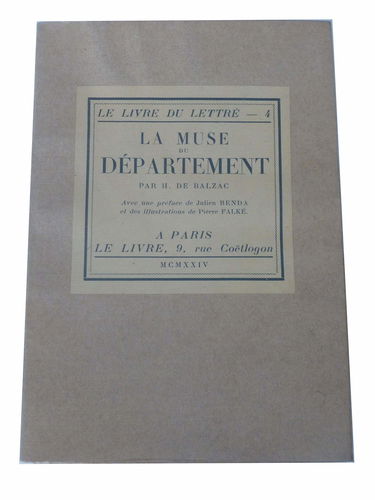 LE LIVRE DU LETTRÉ — 4
LA MUSE
DU
DÉPARTEMENT
PAR H. DE BALZAC
Avec une préface de Julien BENDA
et des illustrations de Pierre FALKÉ.
A PARIS
LE LIVRE, 9, rue Coëtlogon
MCMXXIV